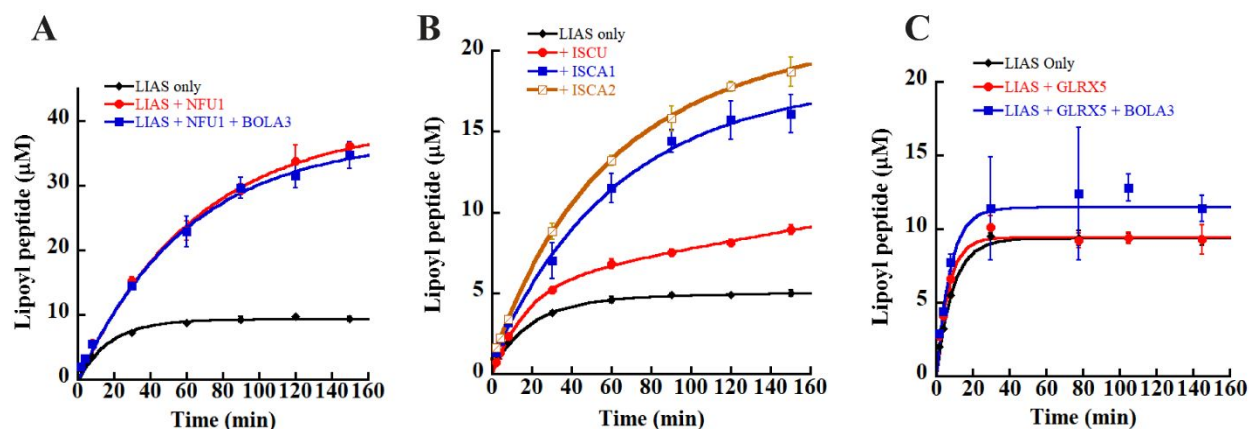 A
LIAS only
LIAS + NFU1
LIAS + NFU1 + BOLA3
Lipoyl peptide (µM)
40
30
20
10
0
0 20 40 60 80 100 120 140 160
Time (min)
B
LIAS only
+ ISCU
+ ISCA1
+ ISCA2
Lipoyl peptide (µM)
20
15
10
5
0
0 20 40 60 80 100 120 140 160
Time (min)
C
LIAS Only
LIAS + GLRX5
LIAS + GLRX5 + BOLA3
Lipoyl peptide (µM)
20
15
10
5
0
0 20 40 60 80 100 120 140 160
Time (min)